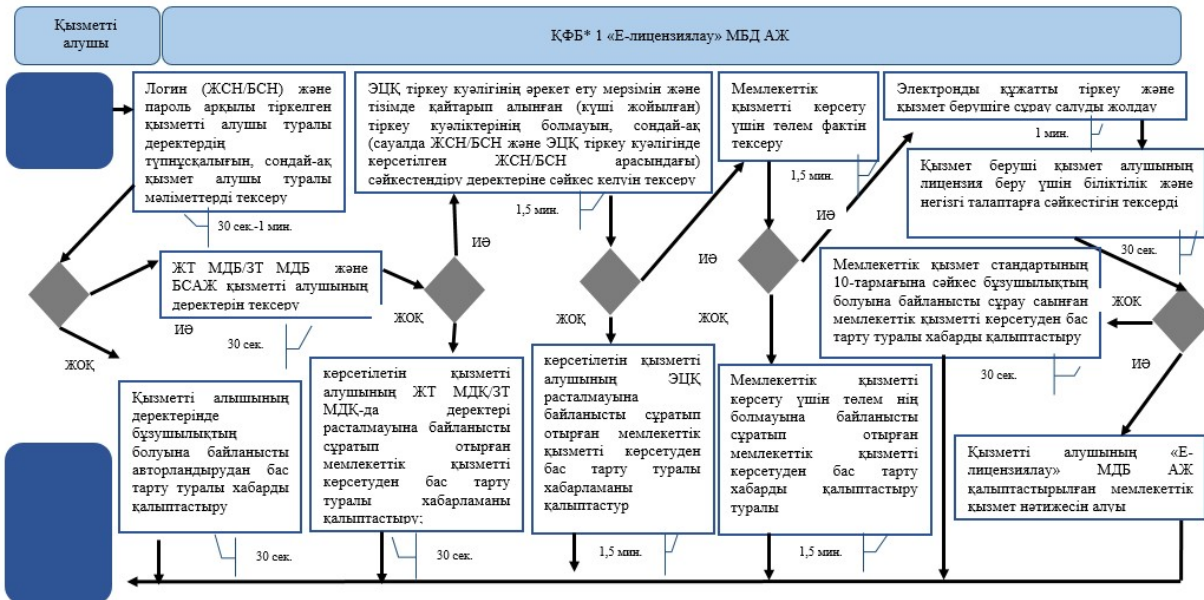 Қызметті
алушы
ҚФБ* 1 «Е-лицензиялау» МБД АЖ
Логин (ЖСН/БСН) және
пароль арқылы тіркелген
қызметті алушы туралы
деректердің
түпнұсқалығын, сондай-ақ
қызмет алушы туралы
мәліметтерді тексеру
30 сек.-1 мин.
ЭЦҚ тіркеу куәлігінің әрекет ету мерзімін және
тізімде қайтарып алынған (күші жойылған)
тіркеу куәліктерінің болмауын, сондай-ақ
(сауалда ЖСН/БСН және ЭЦҚ тіркеу куәлігінде
көрсетілген ЖСН/БСН арасындағы)
сәйкестендіру деректеріне сәйкес келуін тексеру
1,5 мин.
Мемлекеттік
қызметті көрсету
үшін төлем фактін
тексеру
1,5 мин.
Электронды құжатты тіркеу және
қызмет берушіге сұрау салуды жолдау
1 мин.
Қызмет беруші қызмет алушының
лицензия беру үшін біліктілік және
негізгі талаптарға сәйкестігін тексерді
30 сек.
ЖТ МДБ/ЗТ МДБ және
БСАЖ қызметті алушының
деректерін тексеру
30 сек.
ИӘ
ЖОҚ
ИӘ
ЖОҚ
ИӘ
ЖОҚ
ИӘ
ИӘ
ЖОҚ
Мемлекеттік қызмет стандартының
10-тармағына сәйкес бұзушылықтың
болуына байланысты сұрау саынған
мемлекеттік қызметті көрсетуден бас
тарту туралы хабарды қалыптастыру
30 сек.
ЖОҚ
ИӘ
Қызметті алышының
деректерінде
бұзушылықтың
болуына байланысты
авторландырудан бас
тарту туралы хабарды
қалыптастыру
30 сек.
көрсетілетін қызметті
алушының ЖТ МДҚ/ЗТ
МДҚ-да деректері
расталмауына байланысты
сұратып отырған
мемлекеттік қызметті
көрсетуден бас тарту
туралы хабарламаны
қалыптастыру;
30 сек.
көрсетілетін қызметті
алушының ЭЦҚ
расталмауына
байланысты сұратып
отырған мемлекеттік
қызметті көрсетуден
бас тарту туралы
хабарламаны
қалыптастур
1,5 мин.
Мемлекеттік қызметті
көрсету үшін төлем нің
болмауына байланысты
сұратып отырған
мемлекеттік қызметті
көрсетуден бас тарту
хабарды қалыптастыру
туралы
1,5 мин.
Қызметті алушының «Е-
лицензиялау» МДБ АЖ
қалыптастырылған мемлекеттік
қызмет нәтижесін алуы